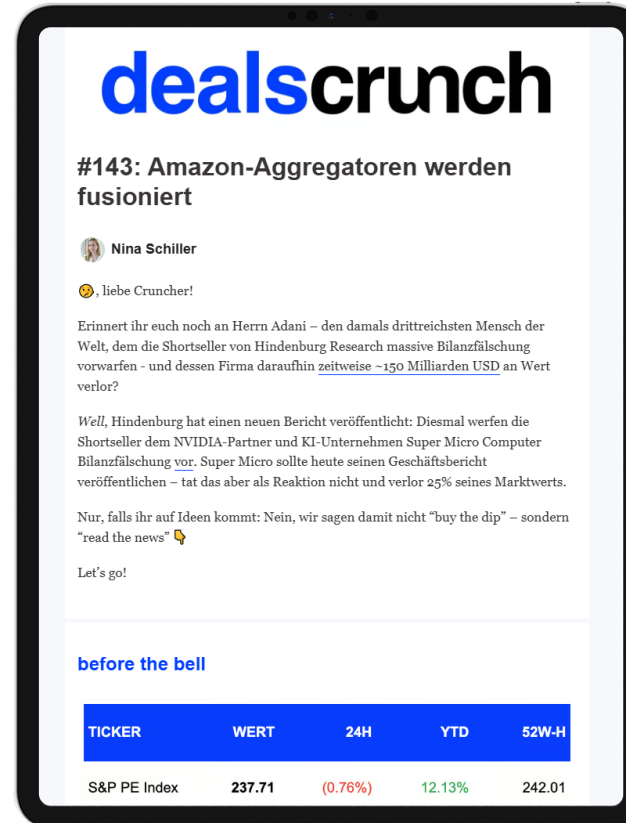 dealscrunch
#143: Amazon-Aggregatoren werden
fusioniert
Nina Schiller
🤔, liebe Cruncher!
Erinnert ihr euch noch an Herrn Adani – den damals drittreichsten Mensch der
Welt, dem die Shortseller von Hindenburg Research massive Bilanzfälschung
vorwarfen - und dessen Firma daraufhin zeitweise ~150 Milliarden USD an Wert
verlor?
Well, Hindenburg hat einen neuen Bericht veröffentlicht: Diesmal werfen die
Shortseller dem NVIDIA-Partner und KI-Unternehmen Super Micro Computer
Bilanzfälschung vor. Super Micro sollte heute seinen Geschäftsbericht
veröffentlichen – tat das aber als Reaktion nicht und verlor 25% seines Marktwerts.
Nur, falls ihr auf Ideen kommt: Nein, wir sagen damit nicht “buy the dip” – sondern
“read the news” 👇
Let’s go!
before the bell
TICKER WERT 24H YTD 52W-H
S&P PE Index 237.71 (0.76%) 12.13% 242.01